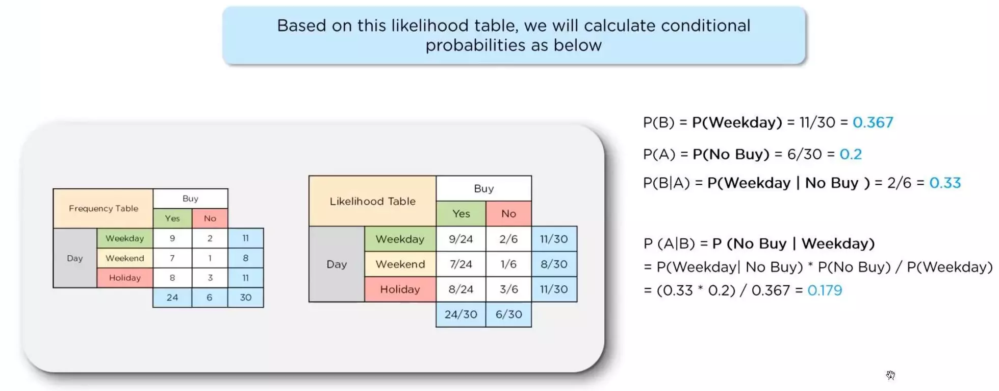 Based on this likelihood table, we will calculate conditional
probabilities as below
Frequency Table
Buy
Yes No
Day
Weekday 9 2 11
Weekend 7 1 8
Holiday 8 3 11
24 6 30
Likelihood Table
Buy
Yes No
Day
Weekday 9/24 2/6 11/30
Weekend 7/24 1/6 8/30
Holiday 8/24 3/6 11/30
24/30 6/30
P(B) = P(Weekday) = 11/30 = 0.367
P(A) = P(No Buy) = 6/30 = 0.2
P(B|A) = P(Weekday | No Buy ) = 2/6 = 0.33
P (A|B) = P (No Buy | Weekday)
= P(Weekday| No Buy) * P(No Buy) / P(Weekday)
= (0.33 * 0.2) / 0.367 = 0.179